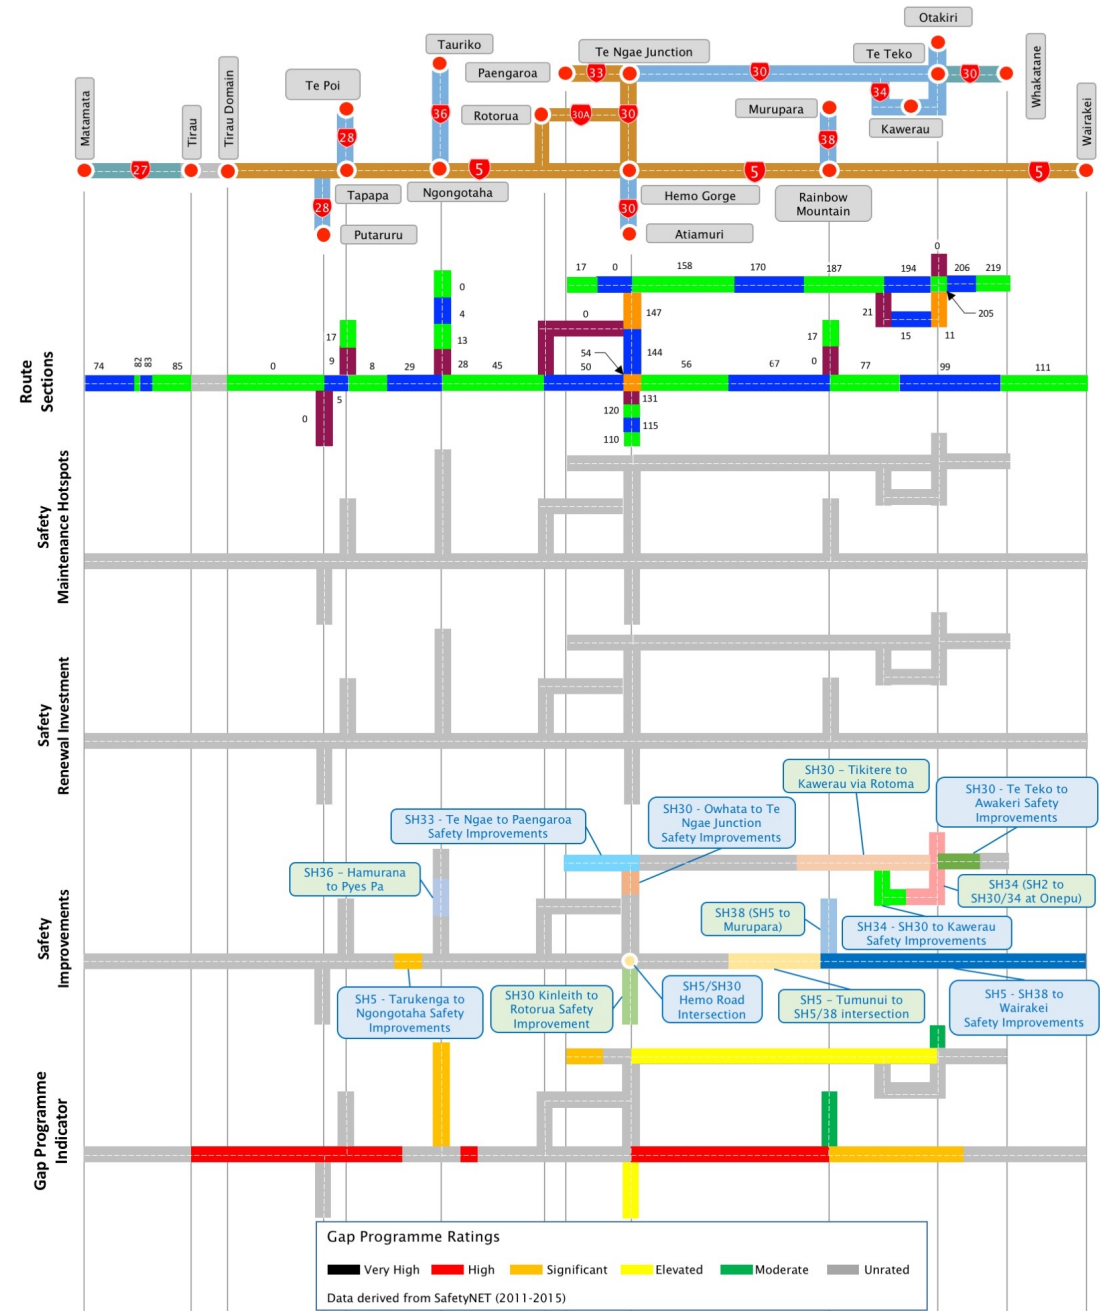 Otakiri
Tauriko
Te Ngae Junction
Te Teko
Paengaroa
33
30
30
Whakatane
Te Poi
34
Matamata
Tirau
Tirau Domain
28
36
Rotorua
30A
30
Murupara
38
Kawerau
Wairakei
27
5
5
5
Tapapa
Ngongotaha
Hemo Gorge
Rainbow
Mountain
28
30
Putaruru
Atiamuri
Route
Sections
0
17
0
158
170
187
194
206
219
0
4
13
28
0
147
144
21
15
11
205
17
9
17
0
54
74
82
83
85
0
8
29
45
50
56
67
77
99
111
5
0
131
120
115
110
Safety
Maintenance Hotspots
Safety
Renewal Investment
Safety
Improvements
SH30 – Tikitere to
Kawerau via Rotoma
SH30 - Te Teko to
Awakeri Safety
Improvements
SH33 - Te Ngae to Paengaroa
Safety Improvements
SH30 - Owhata to Te
Ngae Junction
Safety Improvements
SH36 – Hamurana
to Pyes Pa
SH34 (SH2 to
SH30/34 at Onepu)
SH38 (SH5 to
Murupara)
SH34 - SH30 to Kawerau
Safety Improvements
SH5 - Tarukenga to
Ngongotaha Safety
Improvements
SH30 Kinleith to
Rotorua Safety
Improvement
SH5/SH30
Hemo Road
Intersection
SH5 – Tumunui to
SH5/38 intersection
SH5 - SH38 to
Wairakei
Safety Improvements
Gap Programme
Indicator
Gap Programme Ratings
Very High
High
Significant
Elevated
Moderate
Unrated
Data derived from SafetyNET (2011-2015)